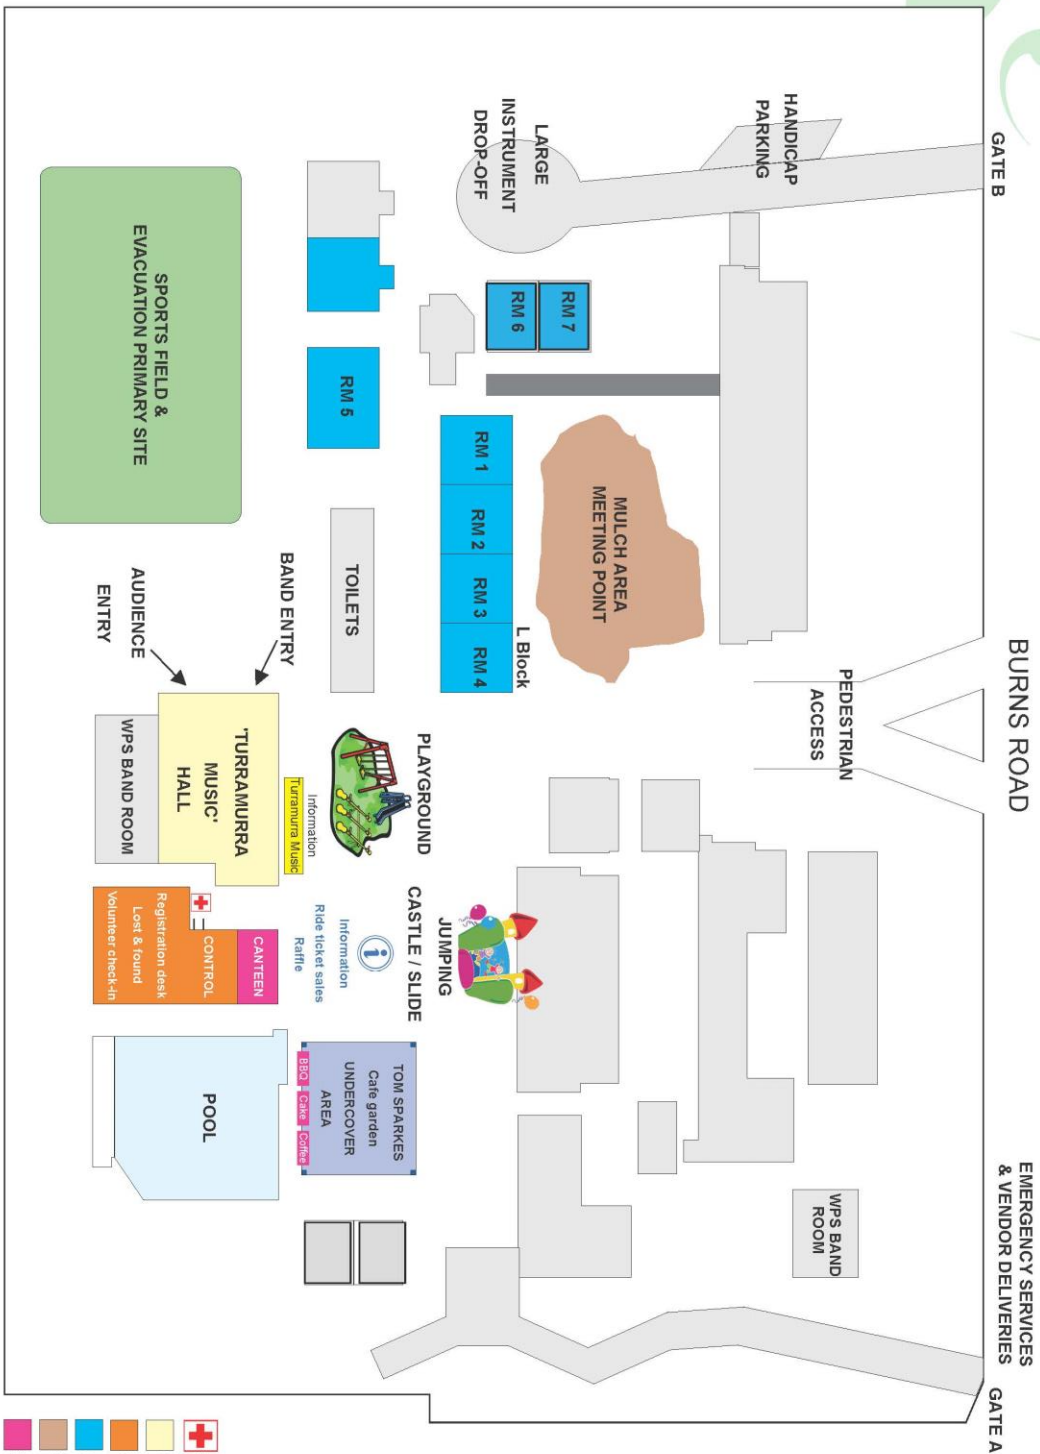 BURNS ROAD
GATE B
HANDICAP
PARKING
LARGE
INSTRUMENT
DROP-OFF
PEDESTRIAN
ACCESS
EMERGENCY SERVICES
& VENDOR DELIVERIES
GATE A
WPS BAND
ROOM
RM 7
RM 6
MULCH AREA
MEETING POINT
RM 1
RM 2
RM 3
RM 4
L Block
RM 5
TOILETS
SPORTS FIELD &
EVACUATION PRIMARY SITE
BAND ENTRY
AUDIENCE
ENTRY
PLAYGROUND
JUMPING
CASTLE / SLIDE
i
Information
Ride ticket sales
Raffle
Information
Turramurra Music
'TURRAMURRA
MUSIC'
HALL
WPS BAND ROOM
CANTEEN
CONTROL
Registration desk
Lost & found
Volunteer check-in
TOM SPARKES
Cafe garden
UNDERCOVER
AREA
BBQ
Cake
Coffee
POOL